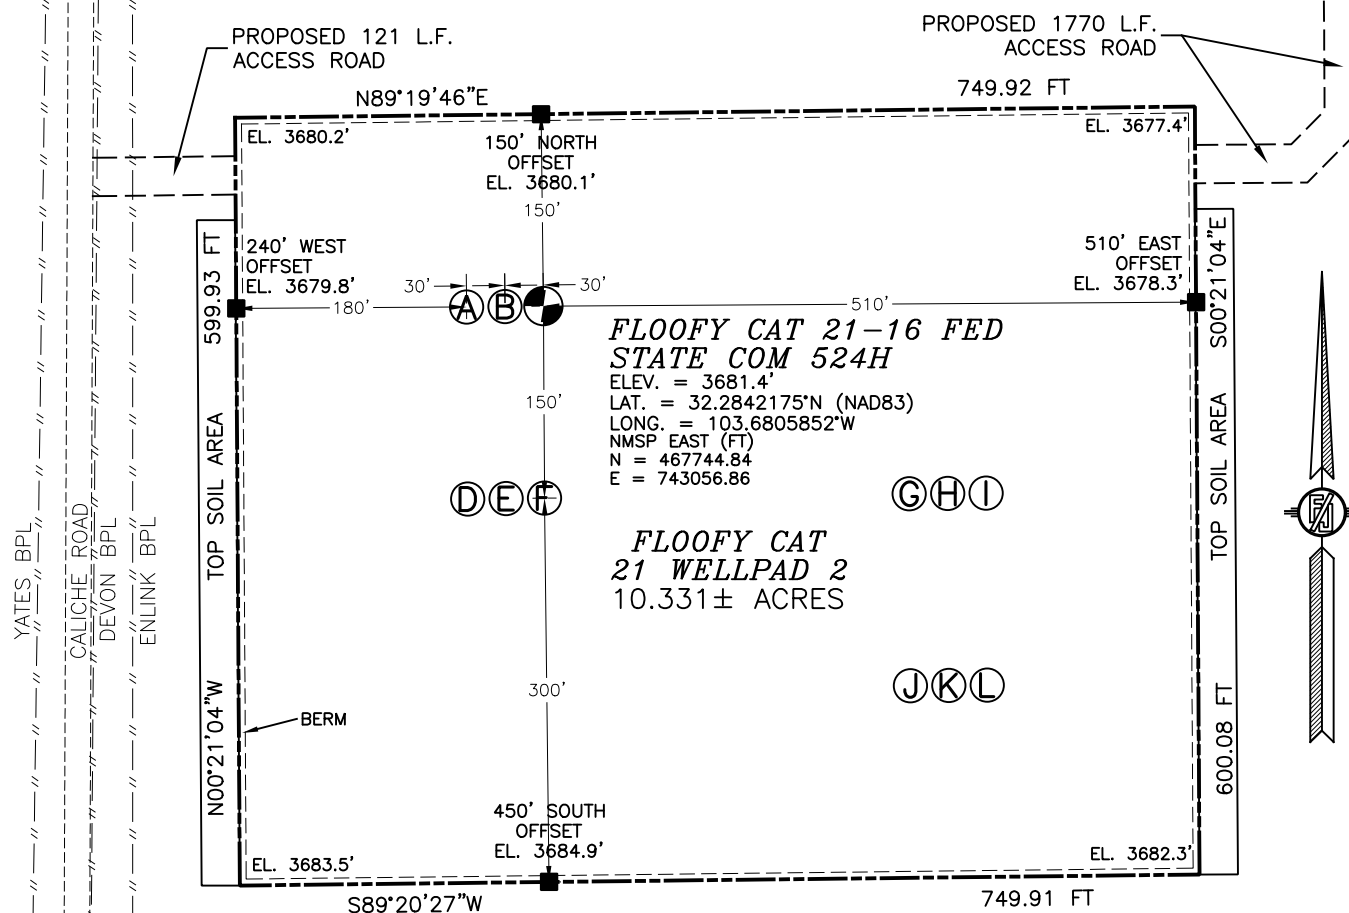 PROPOSED 121 L.F.
ACCESS ROAD
PROPOSED 1770 L.F.
ACCESS ROAD
N89°19'46"E
749.92 FT
EL. 3680.2'
EL. 3677.4'
150' NORTH
OFFSET
EL. 3680.1'
150'
240' WEST
OFFSET
EL. 3679.8'
510' EAST
OFFSET
EL. 3678.3'
30'
30'
180'
510'
A
B
FLOOFY CAT 21-16 FED
STATE COM 524H
ELEV. = 3681.4'
LAT. = 32.2842175°N (NAD83)
LONG. = 103.6805852°W
NMSP EAST (FT)
N = 467744.84
E = 743056.86
150'
D
E
F
G
H
I
FLOOFY CAT
21 WELLPAD 2
10.331± ACRES
J
K
L
300'
BERM
450' SOUTH
OFFSET
EL. 3684.9'
EL. 3683.5'
EL. 3682.3'
S89°20'27"W
749.91 FT
599.93 FT
TOP SOIL AREA
N00°21'04"W
S00°21'04"E
TOP SOIL AREA
600.08 FT
YATES BPL
CALICHE ROAD
DEVON BPL
ENLINK BPL
FJ